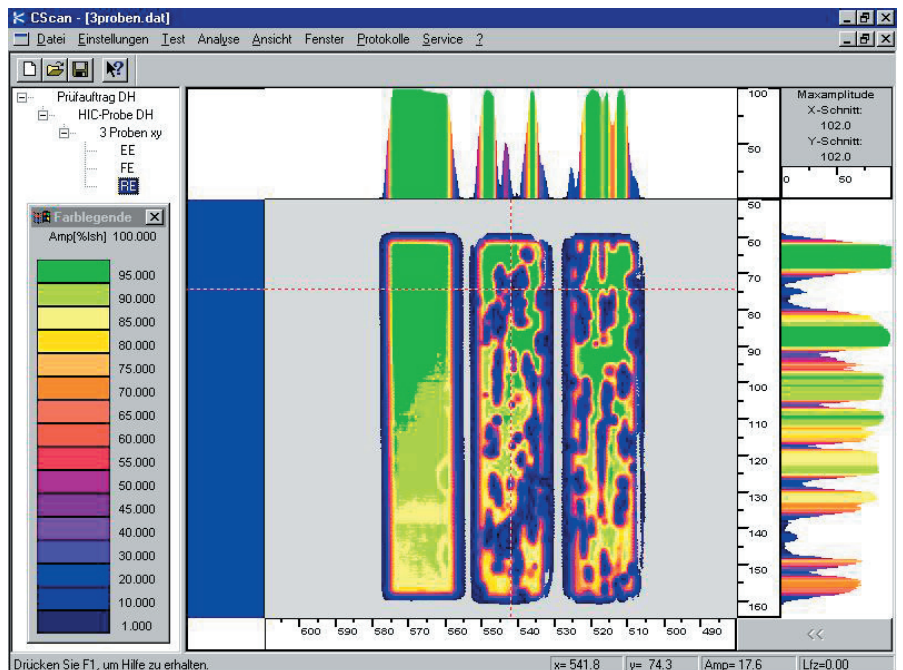 CScan - [3proben.dat]
Datei Einstellungen Test Analyse Ansicht Fenster Protokolle Service ?
Prüfauftrag DH
HIC-Probe DH
3 Proben xy
EE
FE
RE
Farblegende
Amp[%lsh] 100.000
95.000
90.000
85.000
80.000
75.000
70.000
65.000
60.000
55.000
50.000
45.000
40.000
30.000
20.000
10.000
1.000
100
50
Maxamplitude
X-Schnitt:
102.0
Y-Schnitt:
102.0
0 50
50
60
70
80
90
100
110
120
130
140
150
160
600 590 580 570 560 550 540 530 520 510 500 490
<<
Drücken Sie F1, um Hilfe zu erhalten. x= 541.8 y= 74.3 Amp= 17.6 Lfz=0.00